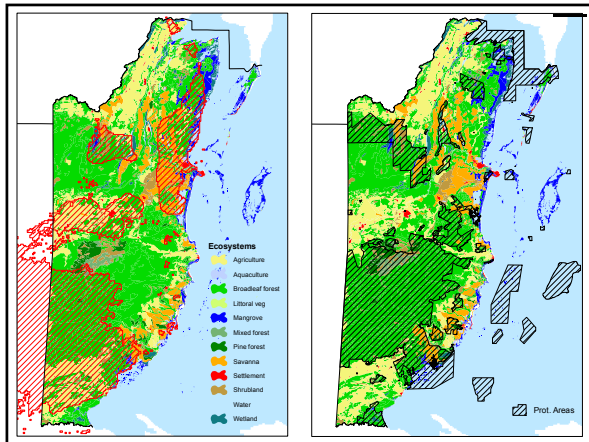 Ecosystems
Agriculture
Aquaculture
Broadleaf forest
Littoral veg
Mangrove
Mixed forest
Pine forest
Savanna
Settlement
Shrubland
Water
Wetland
Prot. Areas